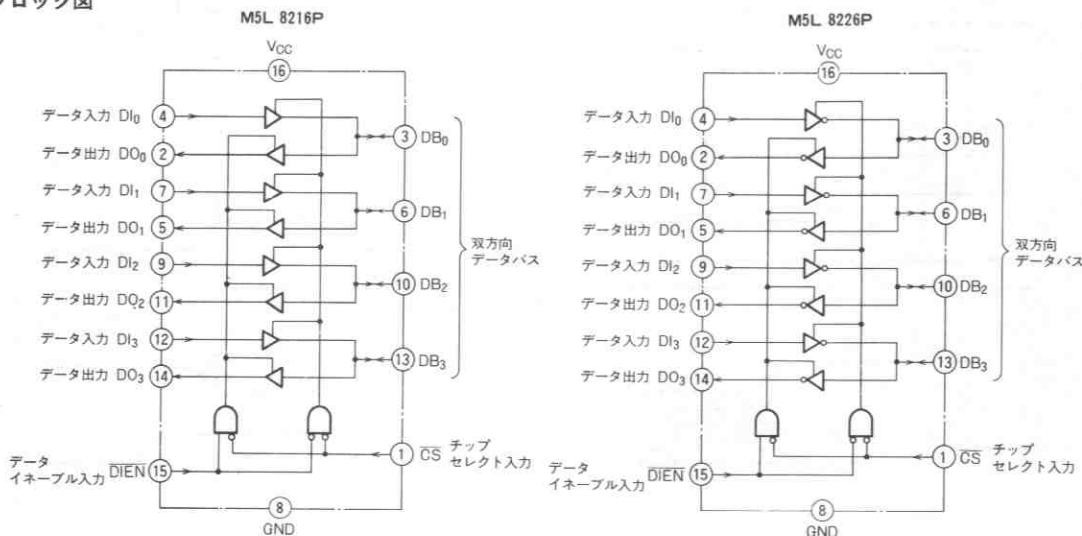 ブロック図
M5L 8216P
VCC
16
データ入力 DI0 4
データ出力 DO0 2
データ入力 DI1 7
データ出力 DO1 5
データ入力 DI2 9
データ出力 DO2 11
データ入力 DI3 12
データ出力 DO3 14
3 DB0
6 DB1
10 DB2
13 DB3
双方向
データバス
データ
イネーブル入力 DIEN 15
1 CS チップ
セレクト入力
8
GND
M5L 8226P
VCC
16
データ入力 DI0 4
データ出力 DO0 2
データ入力 DI1 7
データ出力 DO1 5
データ入力 DI2 9
データ出力 DO2 11
データ入力 DI3 12
データ出力 DO3 14
3 DB0
6 DB1
10 DB2
13 DB3
双方向
データバス
データ
イネーブル入力 DIEN 15
1 CS チップ
セレクト入力
8
GND